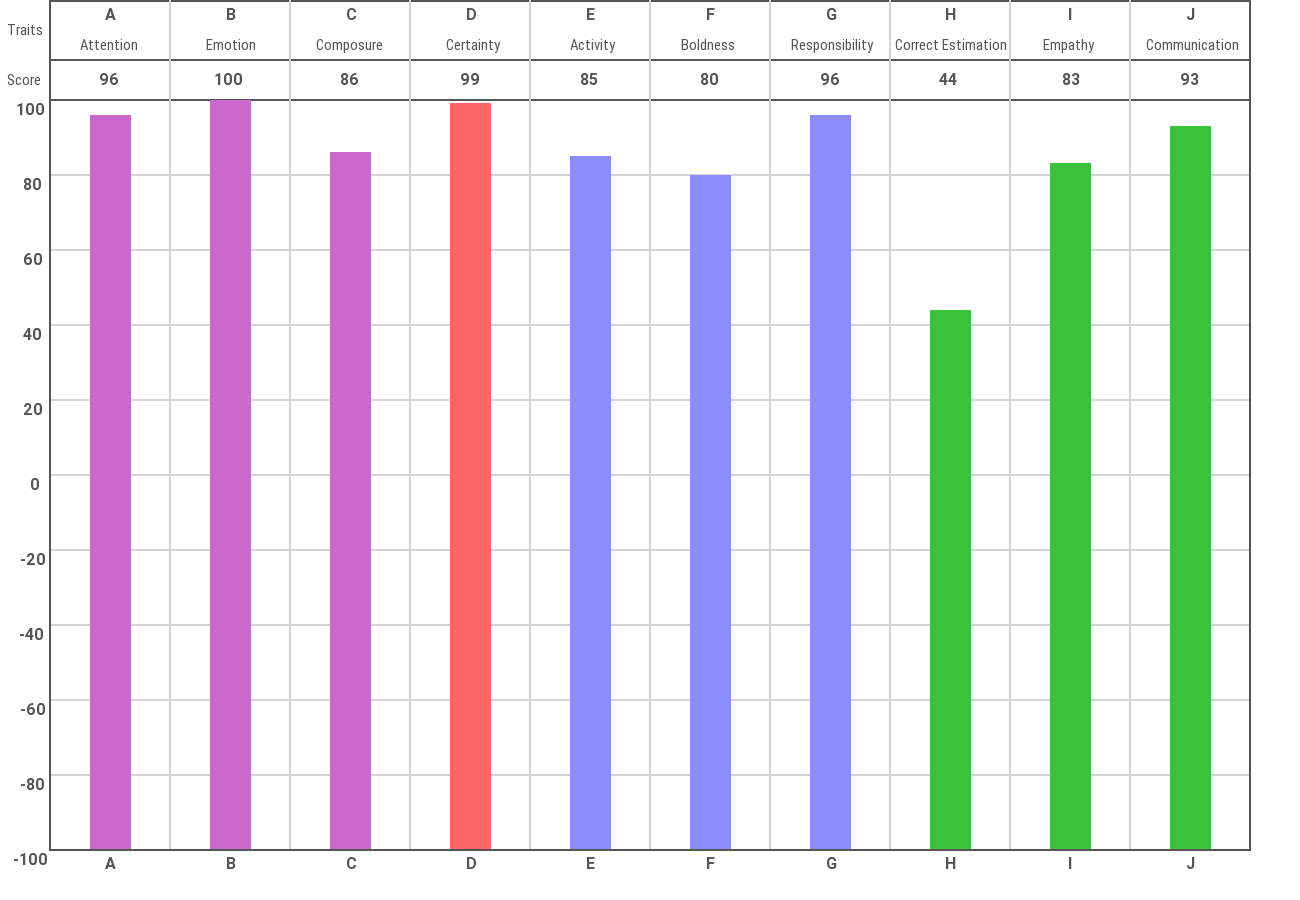 Traits
A B C D E F G H I J
Attention Emotion Composure Certainty Activity Boldness Responsibility Correct Estimation Empathy Communication
Score 96 100 86 99 85 80 96 44 83 93
100
80
60
40
20
0
-20
-40
-60
-80
-100
A B C D E F G H I J